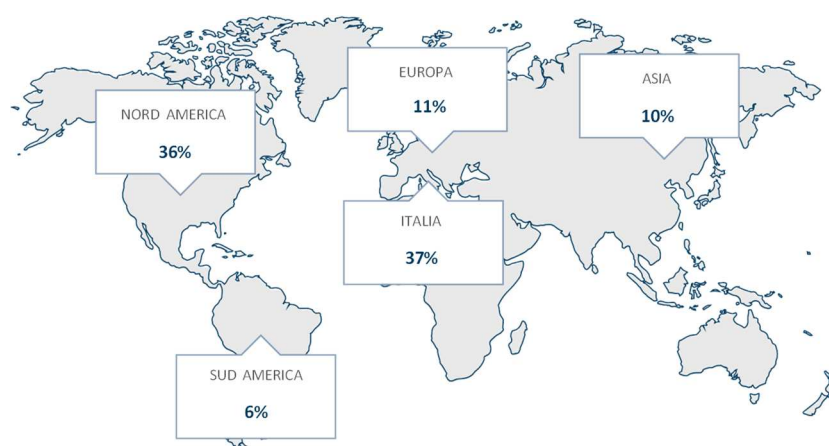 EUROPA
11%
ASIA
10%
NORD AMERICA
36%
ITALIA
37%
SUD AMERICA
6%